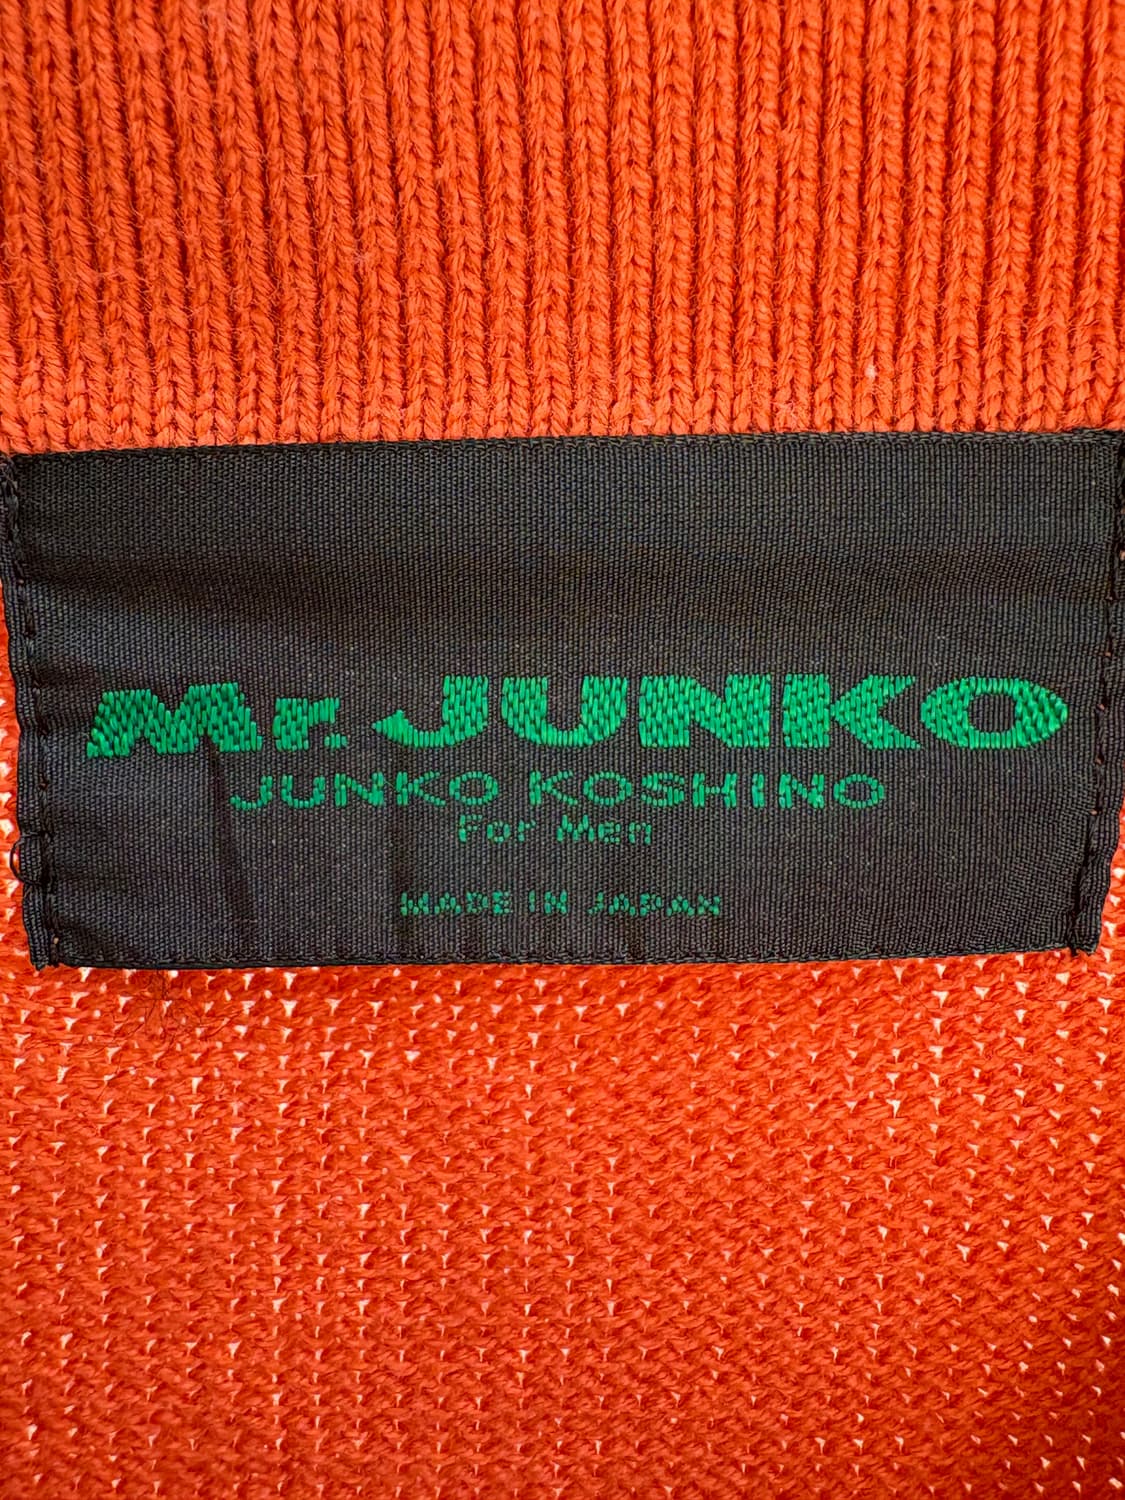 Mr. JUNKO
JUNKO KOSHINO
For Men
MADE IN JAPAN